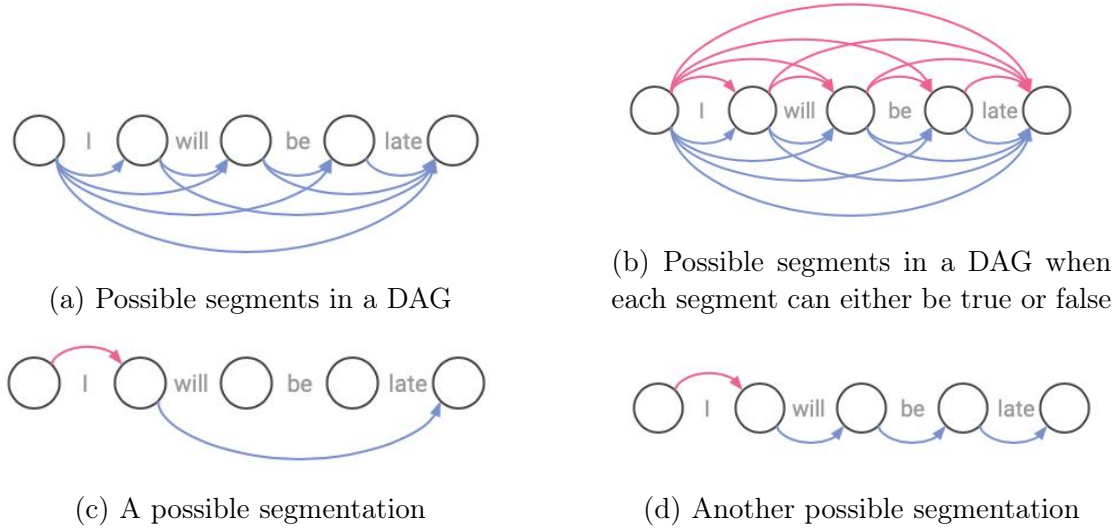 I will be late
(a) Possible segments in a DAG
I will be late
(b) Possible segments in a DAG when
each segment can either be true or false
I will be late
(c) A possible segmentation
I will be late
(d) Another possible segmentation